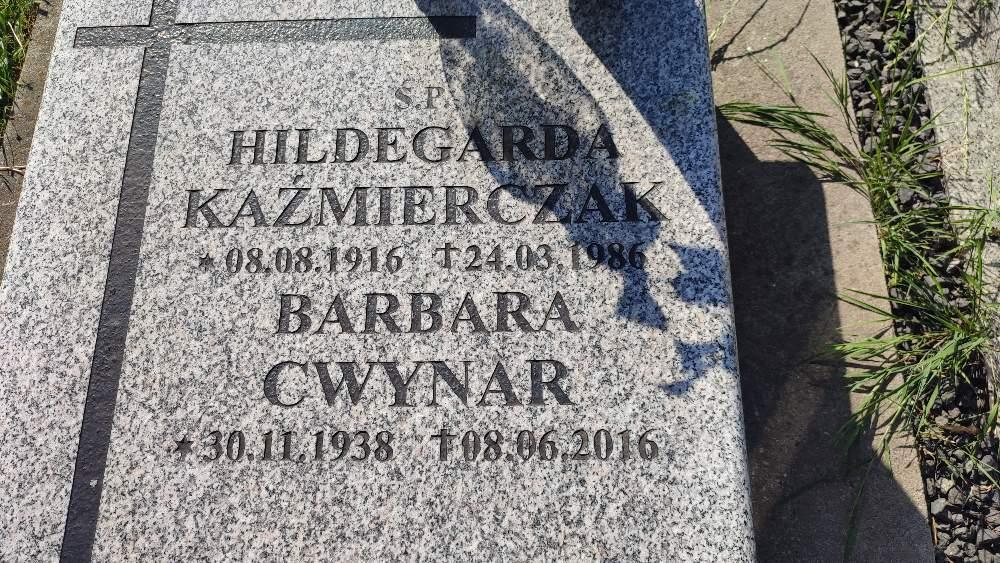 S.P.
HILDEGARDA
KAŹMIERCZAK
* 08.08.1916 ✝24.03.1986
BARBARA
CWYNAR
* 30.11.1938 ✝08.06.2016